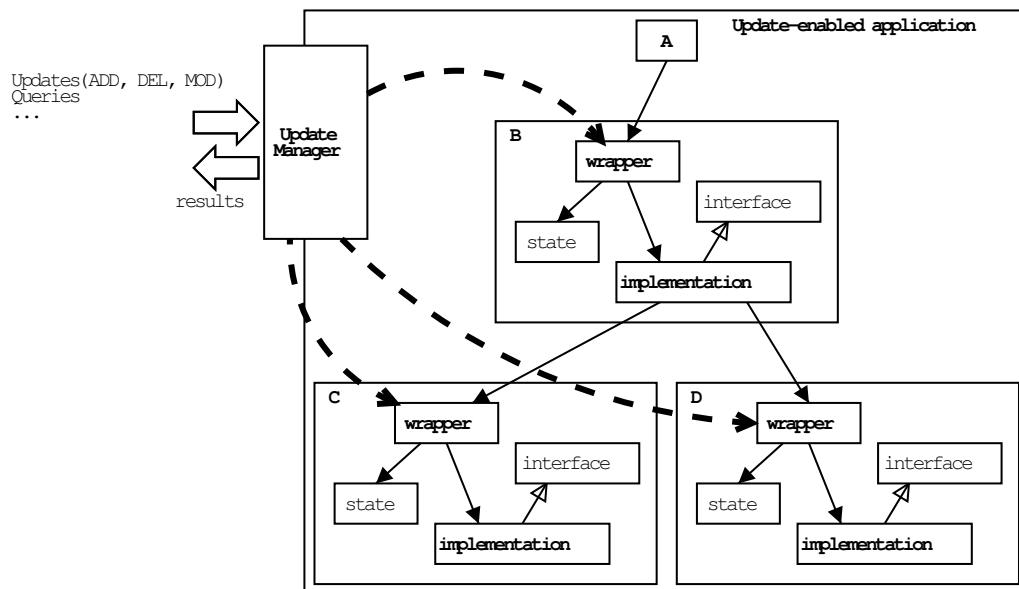 Update-enabled application
A
Updates(ADD, DEL, MOD)
Queries
...
Update
Manager
results
B
wrapper
interface
state
implementation
C
wrapper
interface
state
implementation
D
wrapper
interface
state
implementation